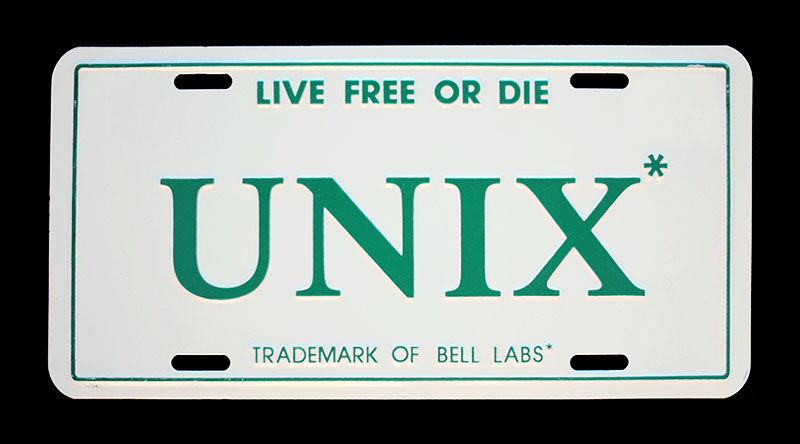 LIVE FREE OR DIE
UNIX*
TRADEMARK OF BELL LABS*